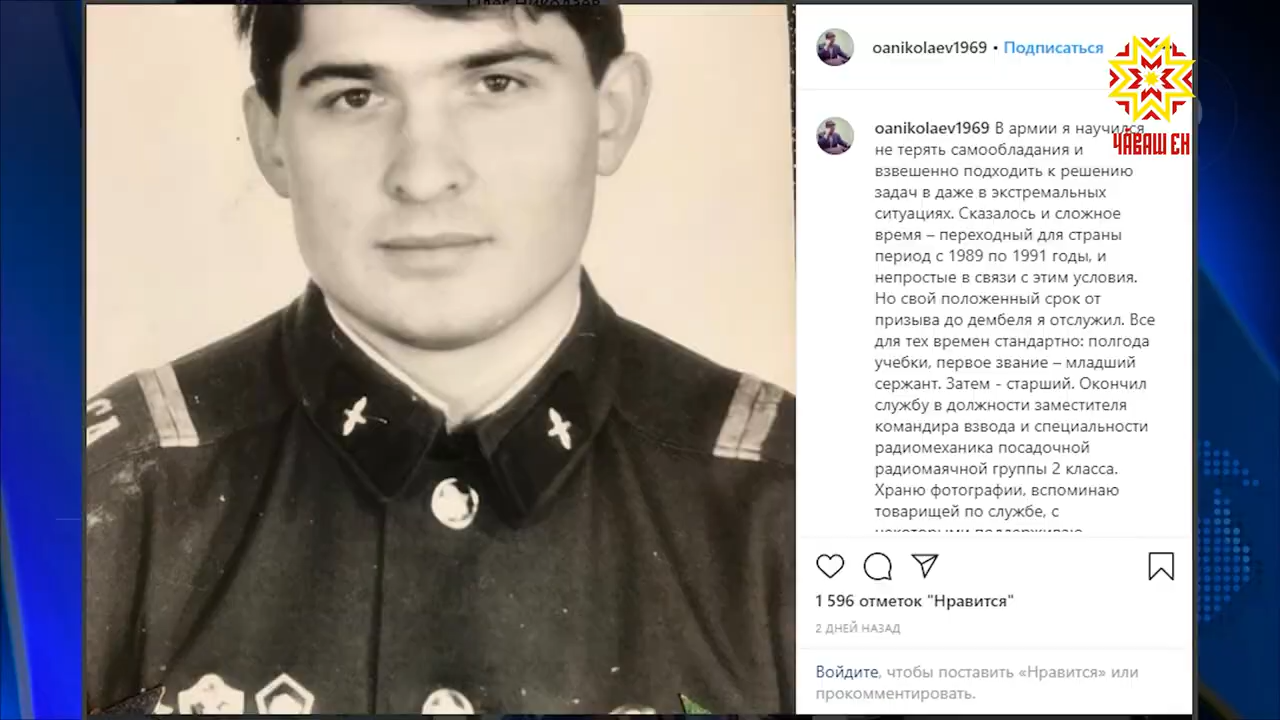 oanikolaev1969 • Подписаться
ЧӐВАШ ЕН
oanikolaev1969 В армии я научился
не терять самообладания и
взвешенно подходить к решению
задач в даже в экстремальных
ситуациях. Сказалось и сложное
время – переходный для страны
период с 1989 по 1991 годы, и
непростые в связи с этим условия.
Но свой положенный срок от
призыва до дембеля я отслужил. Все
для тех времен стандартно: полгода
учебки, первое звание – младший
сержант. Затем - старший. Окончил
службу в должности заместителя
командира взвода и специальности
радиомеханика посадочной
радиомаячной группы 2 класса.
Храню фотографии, вспоминаю
товарищей по службе, с
некоторыми поддерживаю
1 596 отметок "Нравится"
2 ДНЕЙ НАЗАД
Войдите, чтобы поставить «Нравится» или
прокомментировать.